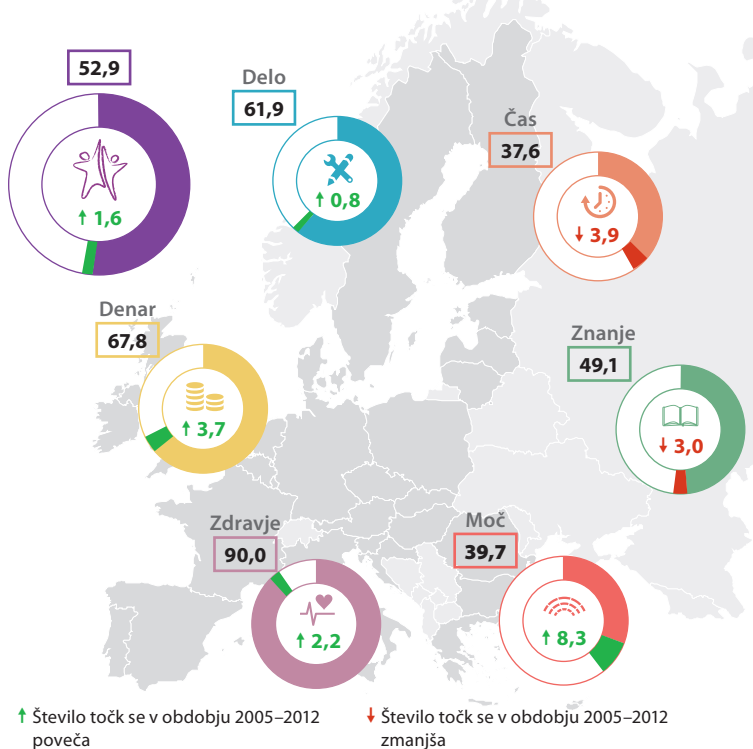 52,9
↑ 1,6
Delo
61,9
↑ 0,8
Čas
37,6
↓ 3,9
Denar
67,8
↑ 3,7
Znanje
49,1
↓ 3,0
Zdravje
90,0
↑ 2,2
Moč
39,7
↑ 8,3
↑ Število točk se v obdobju 2005–2012
poveča
↓ Število točk se v obdobju 2005–2012
zmanjša